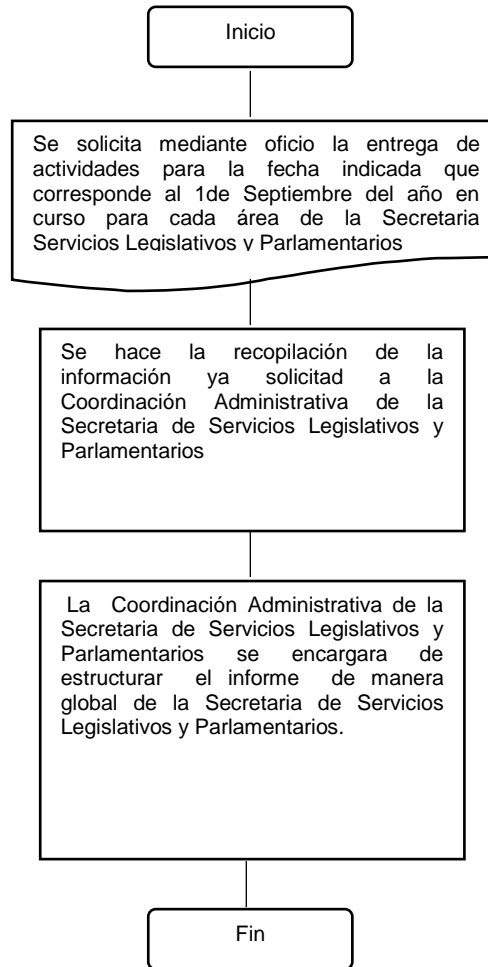 Inicio
Se solicita mediante oficio la entrega de
actividades para la fecha indicada que
corresponde al 1de Septiembre del año en
curso para cada área de la Secretaria
Servicios Legislativos y Parlamentarios
Se hace la recopilación de la
información ya solicitad a la
Coordinación Administrativa de la
Secretaria de Servicios Legislativos y
Parlamentarios
La Coordinación Administrativa de la
Secretaria de Servicios Legislativos y
Parlamentarios se encargara de
estructurar el informe de manera
global de la Secretaria de Servicios
Legislativos y Parlamentarios.
Fin